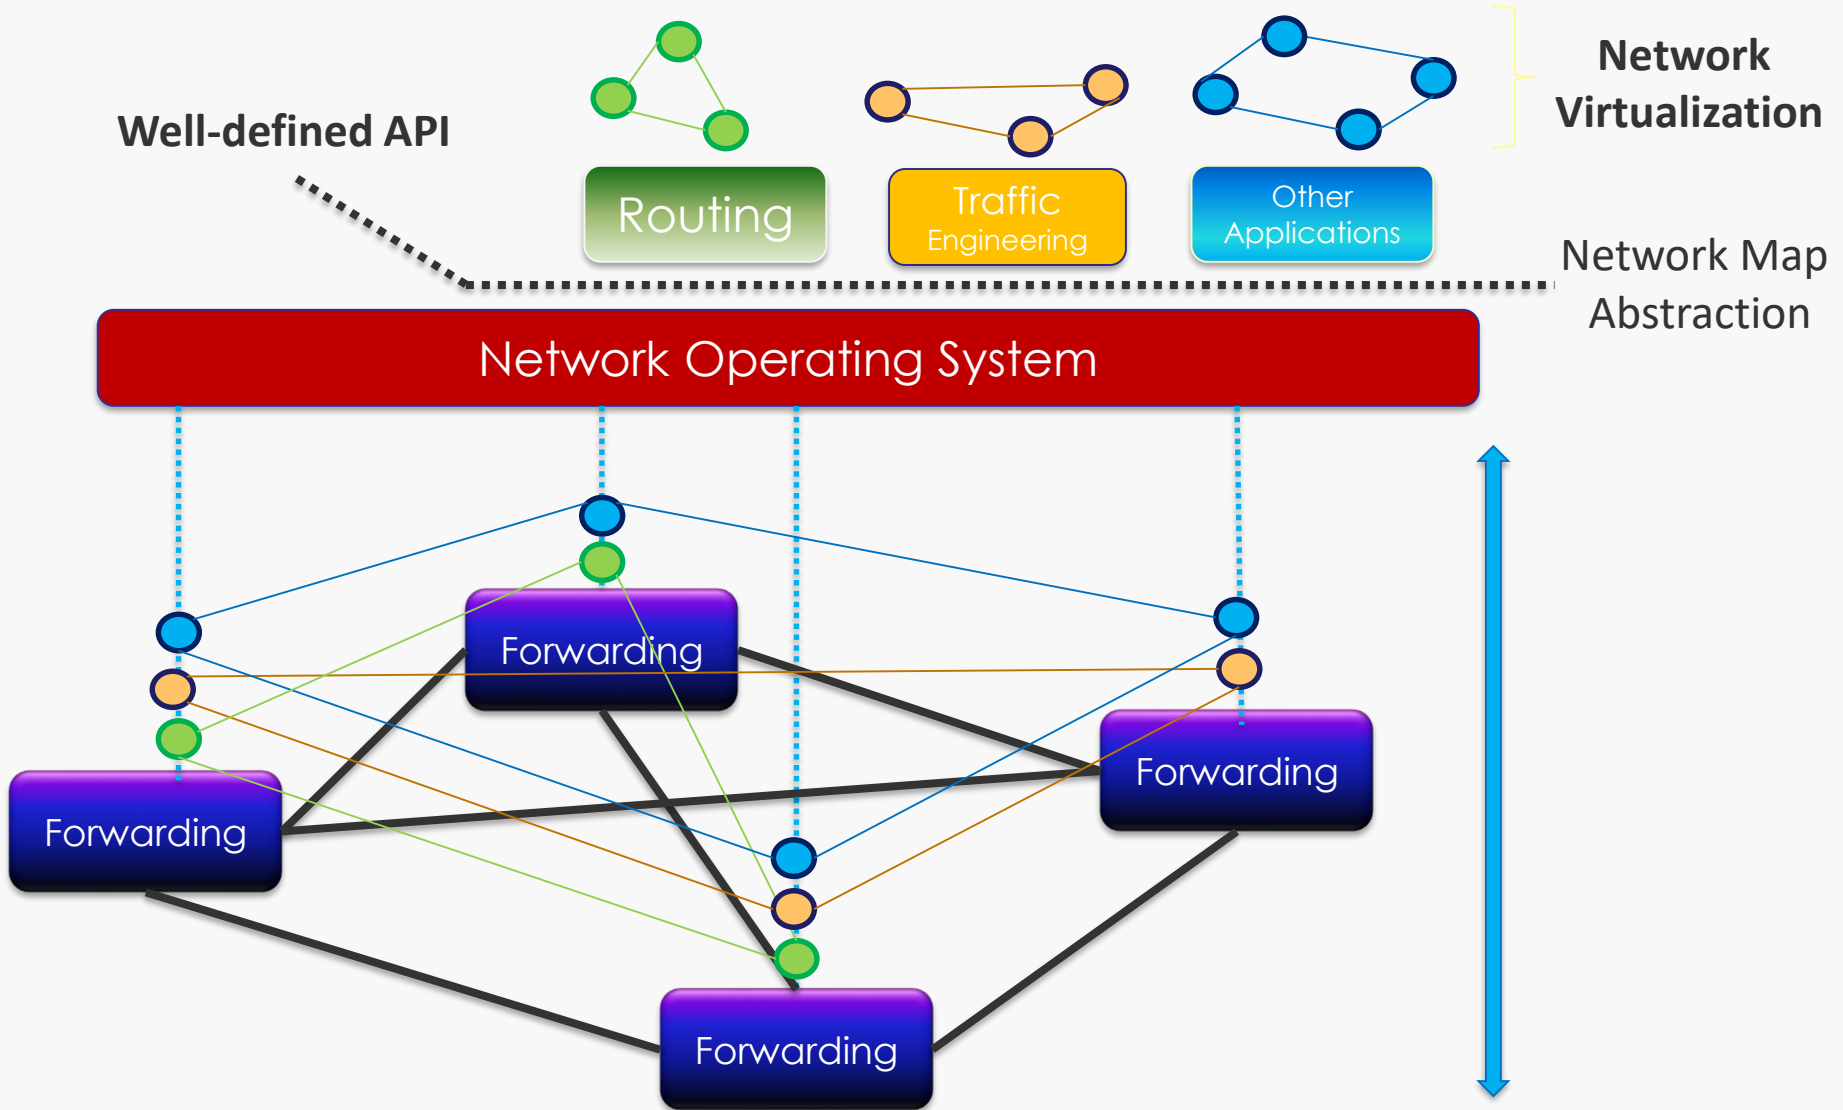 Network
Virtualization
Well-defined API
Routing
Traffic
Engineering
Other
Applications
Network Map
Abstraction
Network Operating System
Forwarding
Forwarding
Forwarding
Forwarding